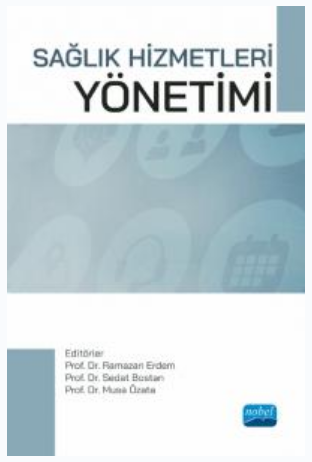 SAĞLIK HİZMETLERİ
YÖNETİMİ
Editörler
Prof. Dr. Ramazan Erdem
Prof. Dr. Sedat Bostan
Prof. Dr. Musa Özata
nobel